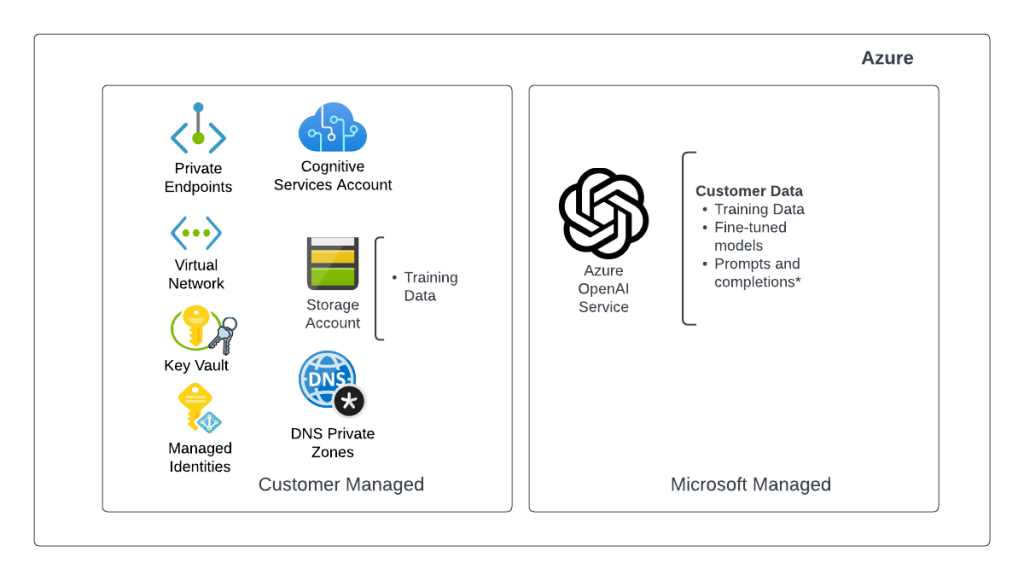 Azure
Private
Endpoints
Cognitive
Services Account
Virtual
Network
Storage
Account
• Training
Data
Key Vault
DNS
DNS Private
Zones
Managed
Identities
Customer Managed
Azure
OpenAI
Service
Customer Data
• Training Data
• Fine-tuned
models
• Prompts and
completions*
Microsoft Managed